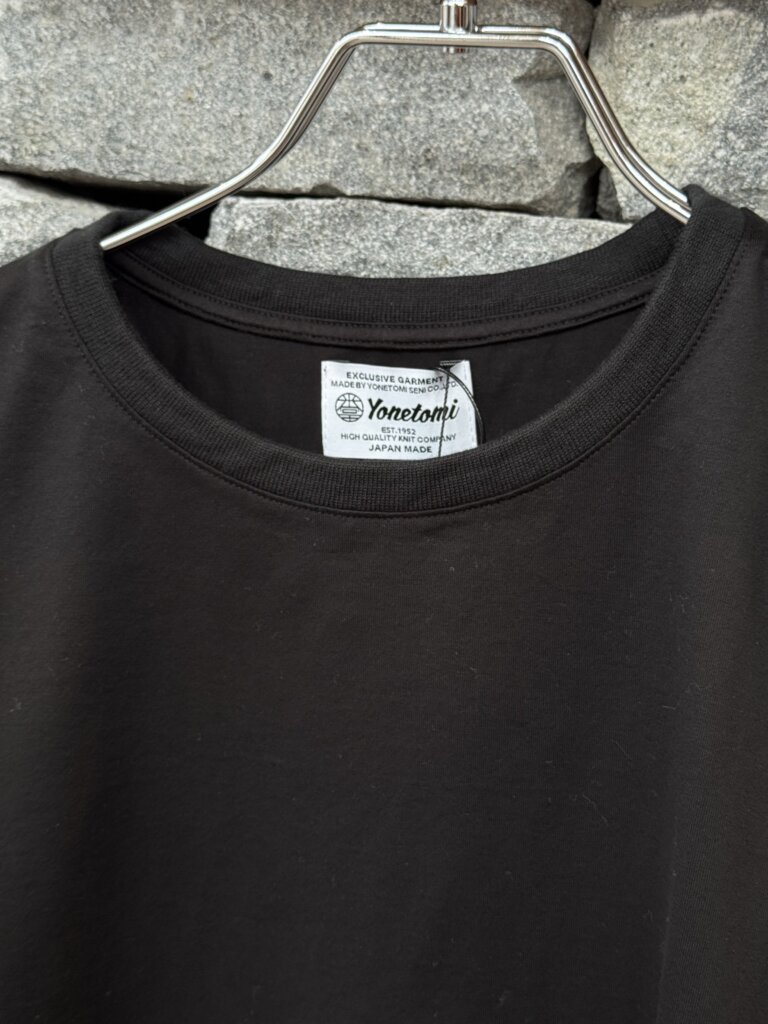 EXCLUSIVE GARMENT
MADE BY YONETOMI SENI CO.,LTD.
Yonetomi
EST.1952
HIGH QUALITY KNIT COMPANY
JAPAN MADE